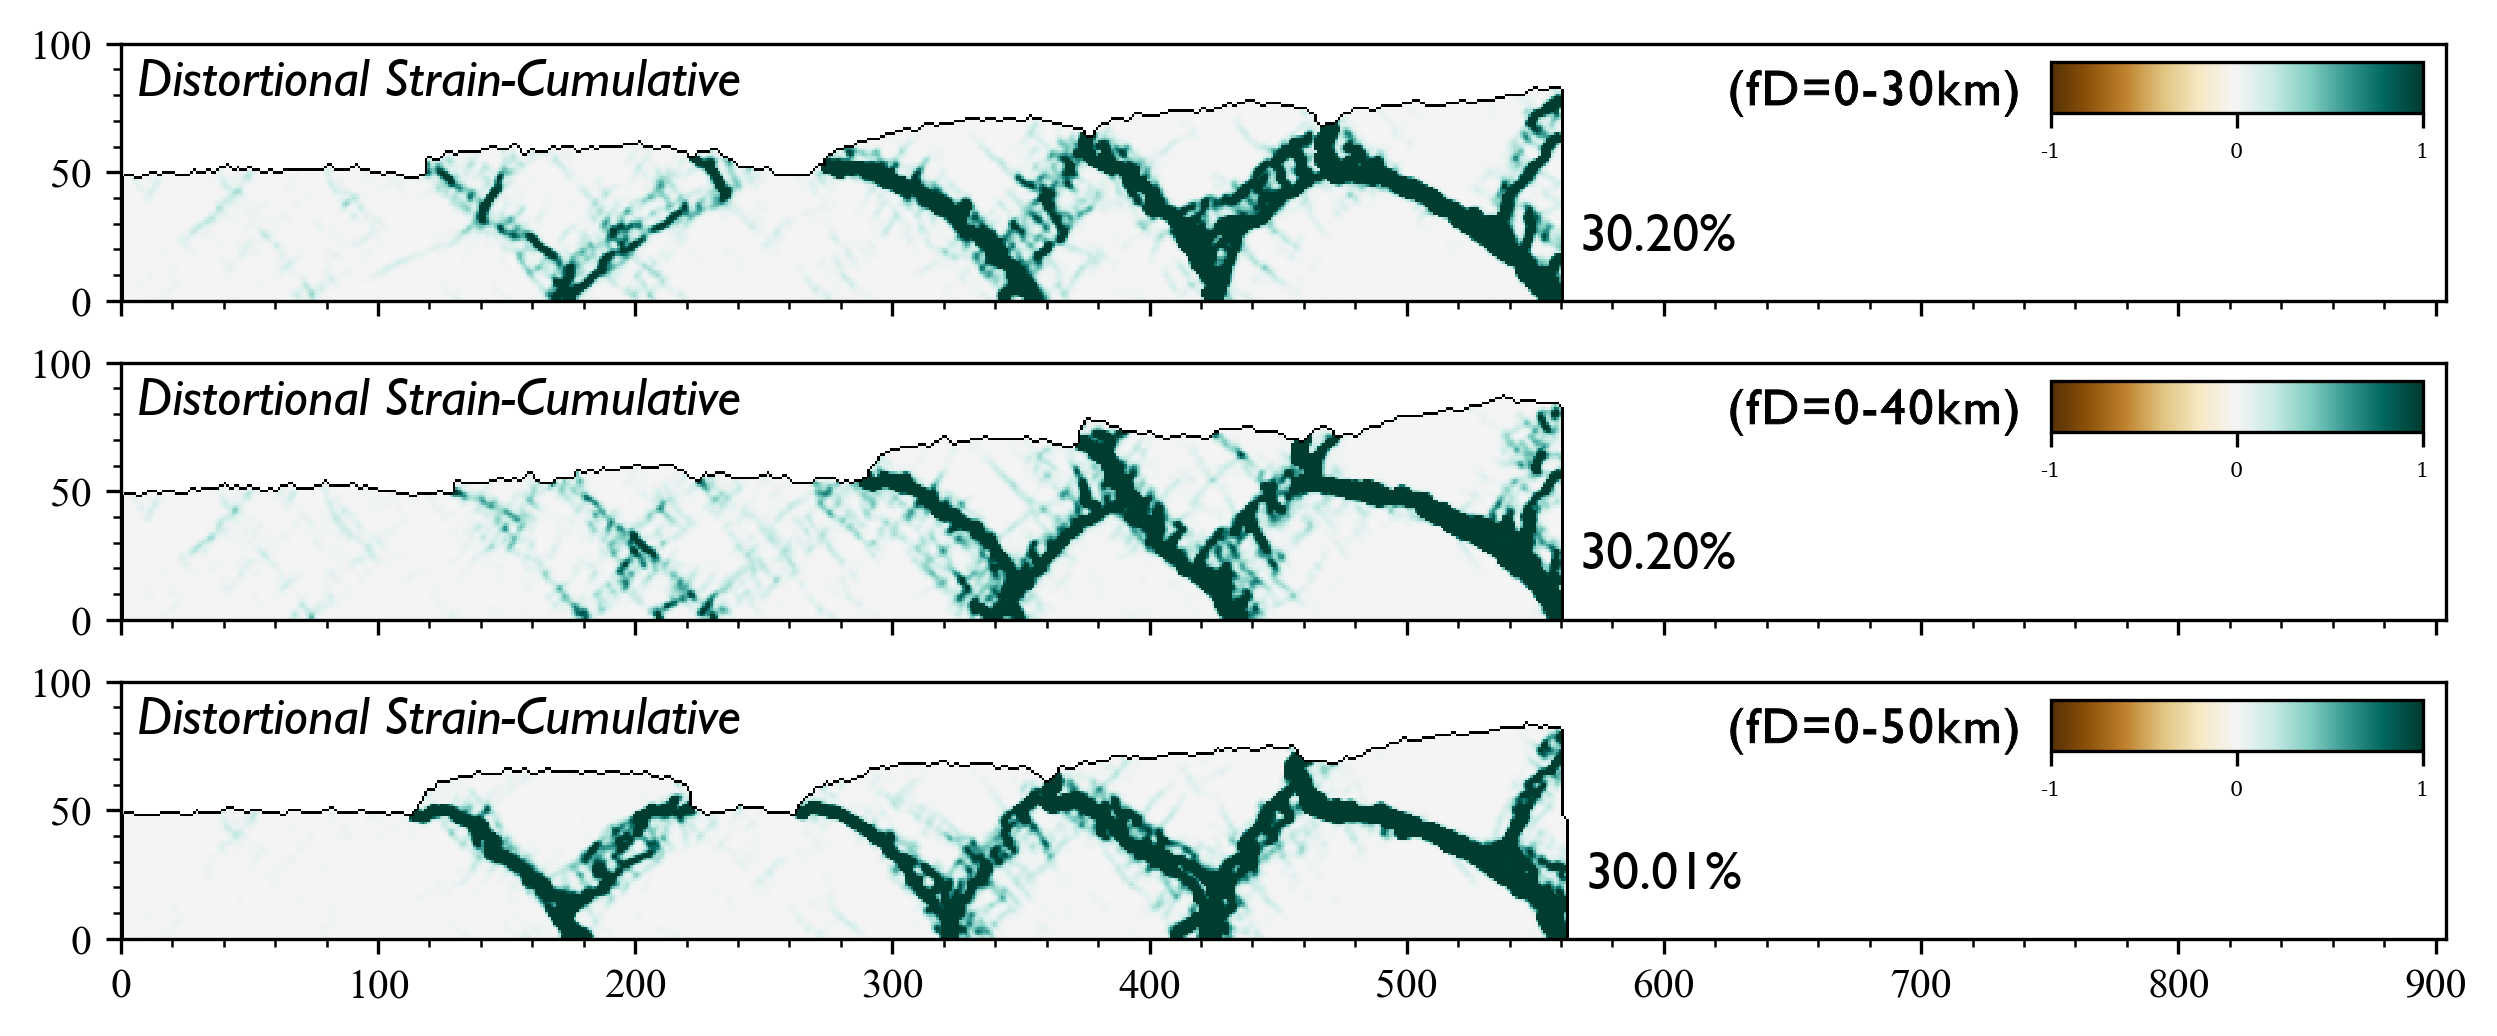 100
50
0
Distortional Strain-Cumulative
(fD=0-30km)
-1 0 1
30.20%
100
50
0
Distortional Strain-Cumulative
(fD=0-40km)
-1 0 1
30.20%
100
50
0
Distortional Strain-Cumulative
(fD=0-50km)
-1 0 1
30.01%
0 100 200 300 400 500 600 700 800 900